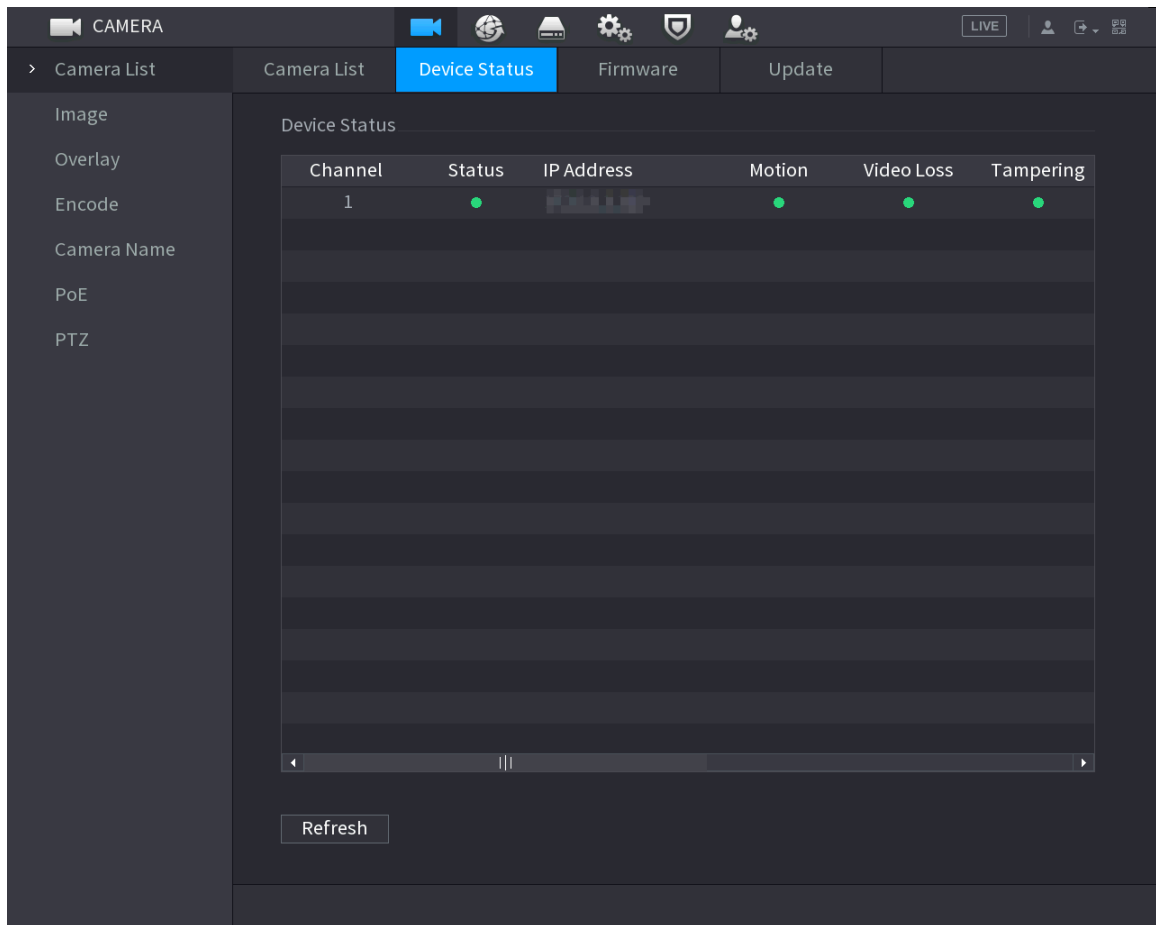 CAMERA LIVE
Camera List Camera List Device Status Firmware Update
Image
Device Status
Overlay
Channel Status IP Address Motion Video Loss Tampering
1
Encode
Camera Name
PoE
PTZ
Refresh